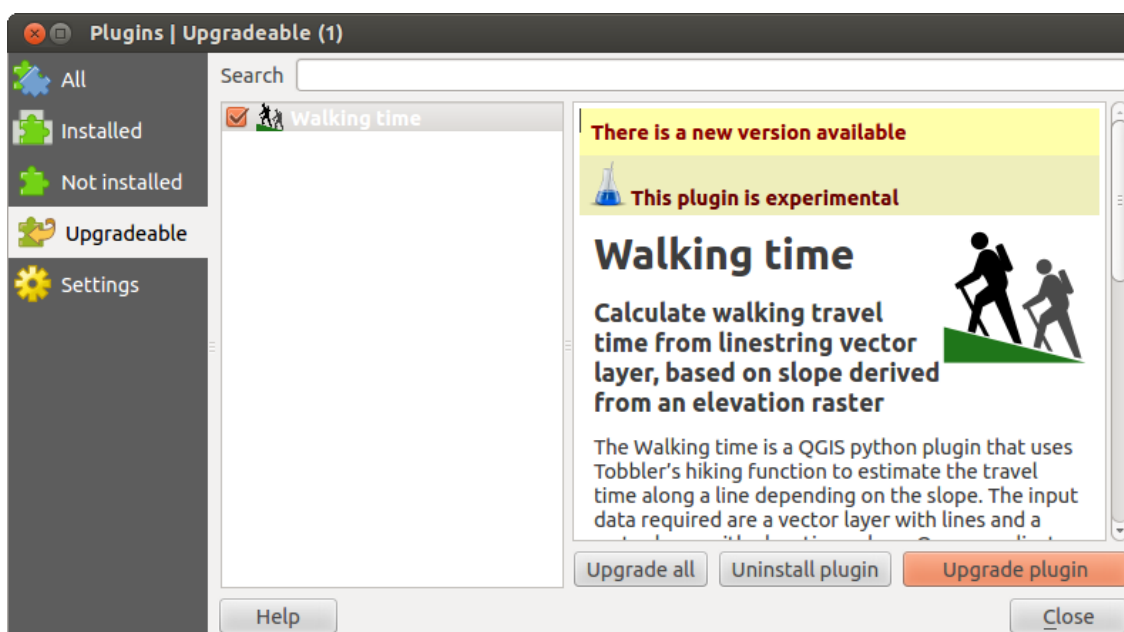 Plugins | Upgradeable (1)
All
Installed
Not installed
Upgradeable
Settings
Search
Walking time
There is a new version available
This plugin is experimental
Walking time
Calculate walking travel
time from linestring vector
layer, based on slope derived
from an elevation raster
The Walking time is a QGIS python plugin that uses
Tobbler's hiking function to estimate the travel
time along a line depending on the slope. The input
data required are a vector layer with lines and a
Upgrade all
Uninstall plugin
Upgrade plugin
Help
Close